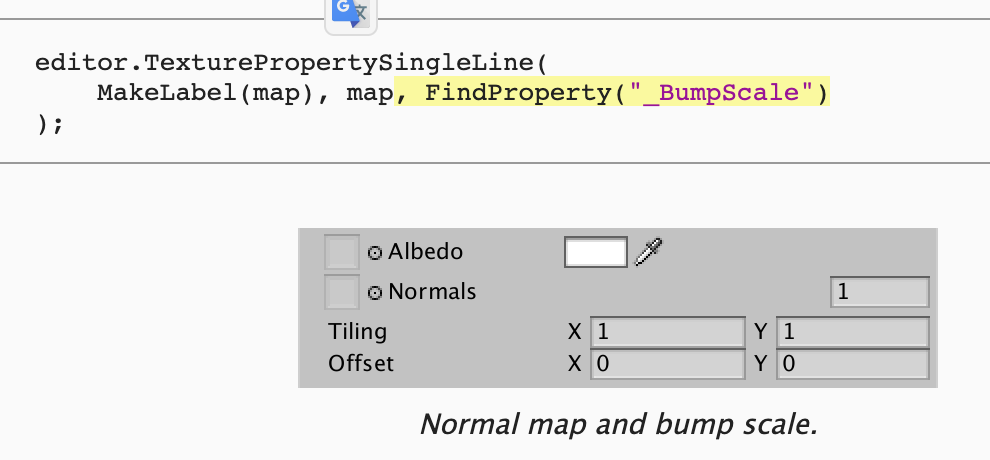 G 文
editor.TexturePropertySingleLine(
MakeLabel(map), map, FindProperty("_BumpScale")
);
Albedo
Normals 1
Tiling X 1 Y 1
Offset X 0 Y 0
Normal map and bump scale.